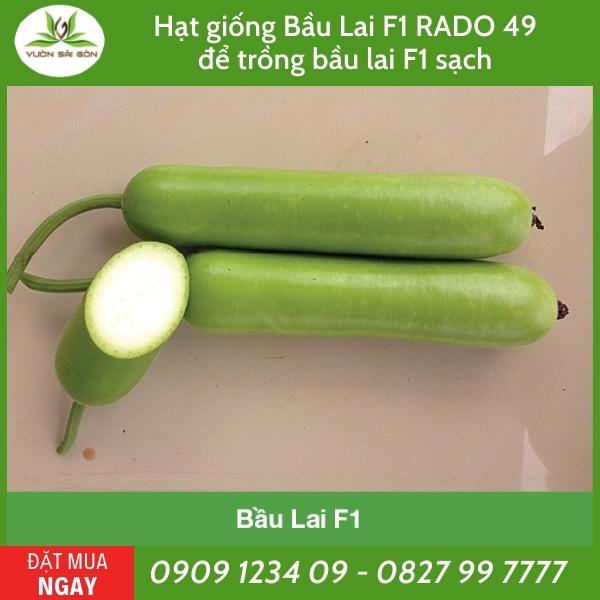 VƯỜN SÀI GÒN
Hạt giống Bầu Lai F1 RADO 49
để trồng bầu lai F1 sạch
Bầu Lai F1
ĐẶT MUA
NGAY
0909 1234 09 - 0827 99 7777